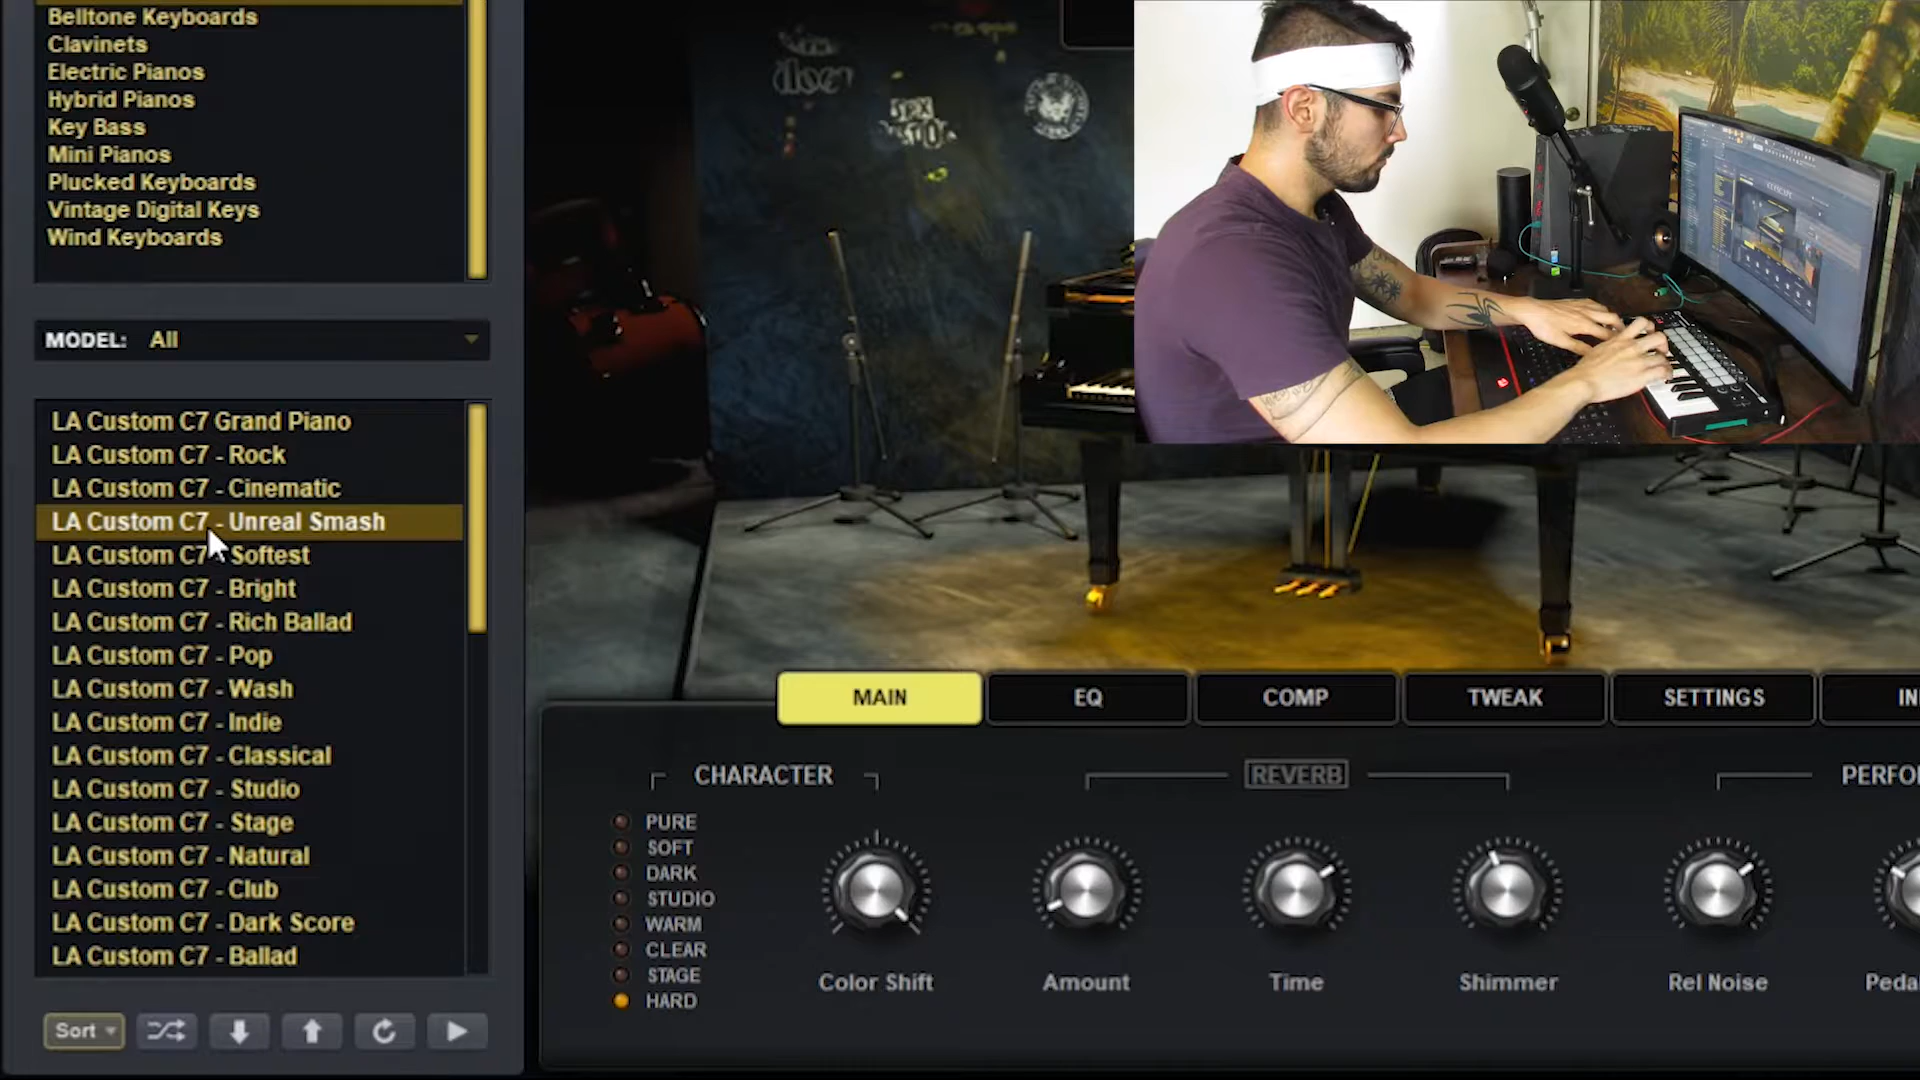 Belltone Keyboards
Clavinets
Electric Pianos
Hybrid Pianos
Key Bass
Mini Pianos
Plucked Keyboards
Vintage Digital Keys
Wind Keyboards
MODEL: All
LA Custom C7 Grand Piano
LA Custom C7 - Rock
LA Custom C7 - Cinematic
LA Custom C7 - Unreal Smash
LA Custom C7 - Softest
LA Custom C7 - Bright
LA Custom C7 - Rich Ballad
LA Custom C7 - Pop
LA Custom C7 - Wash
LA Custom C7 - Indie
LA Custom C7 - Classical
LA Custom C7 - Studio
LA Custom C7 - Stage
LA Custom C7 - Natural
LA Custom C7 - Club
LA Custom C7 - Dark Score
LA Custom C7 - Ballad
Sort
MAIN EQ COMP TWEAK SETTINGS IN
CHARACTER REVERB PERFO
PURE
SOFT
DARK
STUDIO
WARM
CLEAR
STAGE
HARD
Color Shift Amount Time Shimmer Rel Noise Peda